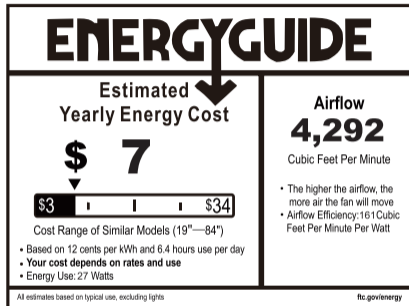 ENERGYGUIDE
Estimated
Yearly Energy Cost
$ 7
$3
$34
Cost Range of Similar Models (19"—84")
• Based on 12 cents per kWh and 6.4 hours use per day
• Your cost depends on rates and use
• Energy Use: 27 Watts
Airflow
4,292
Cubic Feet Per Minute
• The higher the airflow, the
more air the fan will move
• Airflow Efficiency:161Cubic
Feet Per Minute Per Watt
All estimates based on typical use, excluding lights
ftc.gov/energy